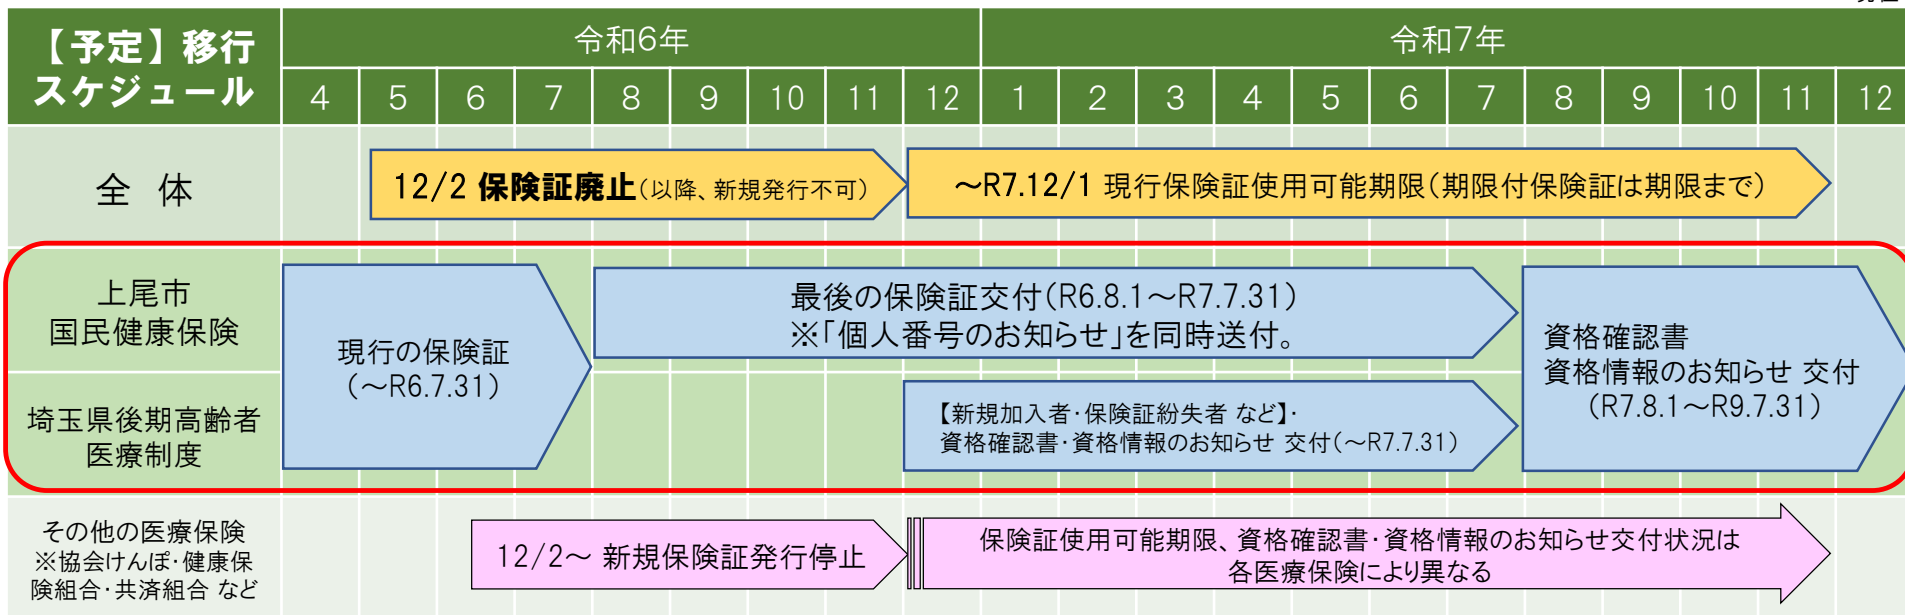 【予定】移行
スケジュール
令和6年
令和7年
4 5 6 7 8 9 10 11 12 1 2 3 4 5 6 7 8 9 10 11 12
全 体
12/2 保険証廃止(以降、新規発行不可)
～R7.12/1 現行保険証使用可能期限(期限付保険証は期限まで)
上尾市
国民健康保険
埼玉県後期高齢者
医療制度
現行の保険証
(～R6.7.31)
最後の保険証交付(R6.8.1～R7.7.31)
※「個人番号のお知らせ」を同時送付。
【新規加入者・保険証紛失者 など】・
資格確認書・資格情報のお知らせ 交付(～R7.7.31)
資格確認書
資格情報のお知らせ 交付
(R7.8.1～R9.7.31)
その他の医療保険
※協会けんぽ・健康保
険組合・共済組合 など
12/2～ 新規保険証発行停止
保険証使用可能期限、資格確認書・資格情報のお知らせ交付状況は
各医療保険により異なる